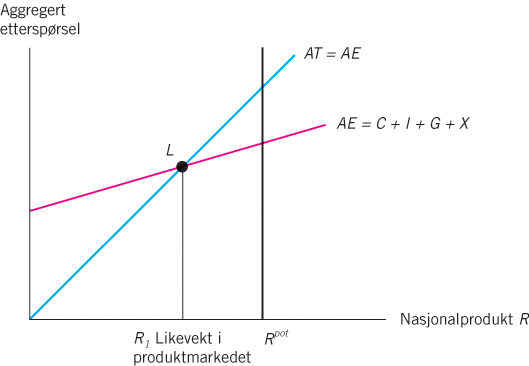 Aggregert
etterspørsel
AT = AE
AE = C + I + G + X
L
Nasjonalprodukt R
R₁ Likevekt i
produktmarkedet
Rᵖᵒᵗ